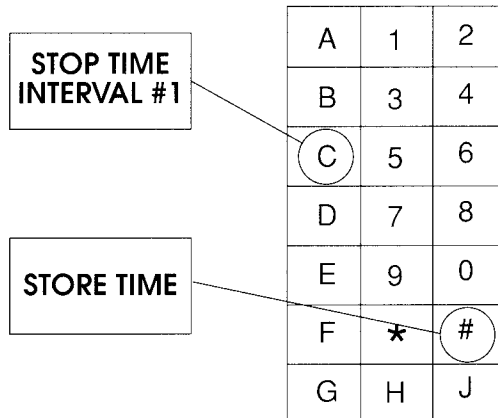 STOP TIME
INTERVAL #1
STORE TIME
A 1 2
B 3 4
C 5 6
D 7 8
E 9 0
F * #
G H J